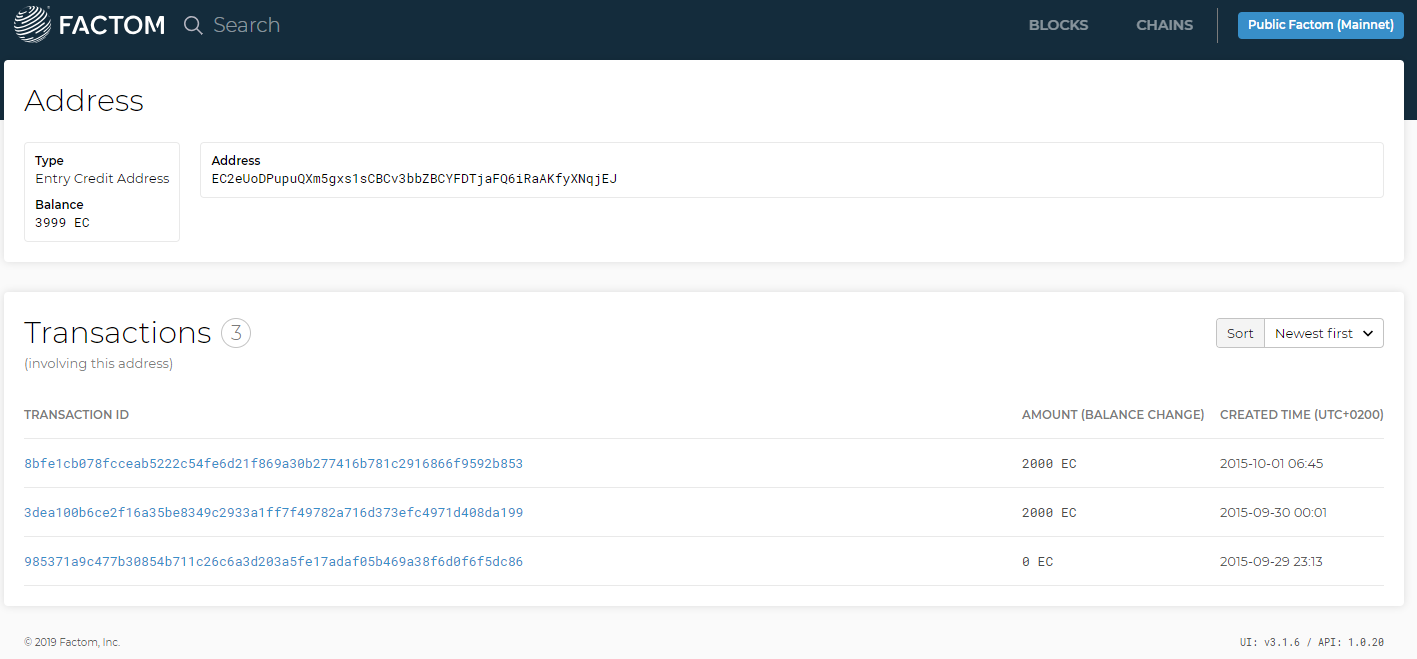 FACTOM Search BLOCKS CHAINS Public Factom (Mainnet)
Address
Type
Entry Credit Address
Balance
3999 EC
Address
EC2eUoDPupuQXm5gxs1sCBCv3bbZBCYFDTjaFQ6iRaAKfyXNqjEJ
Transactions 3
(involving this address)
Sort Newest first
TRANSACTION ID AMOUNT (BALANCE CHANGE) CREATED TIME (UTC+0200)
8bfe1cb078fcceab5222c54fe6d21f869a30b277416b781c2916866f9592b853 2000 EC 2015-10-01 06:45
3dea100b6ce2f16a35be8349c2933a1ff7f49782a716d373efc4971d408da199 2000 EC 2015-09-30 00:01
985371a9c477b30854b711c26c6a3d203a5fe17adaf05b469a38f6d0f6f5dc86 0 EC 2015-09-29 23:13
© 2019 Factom, Inc. UI: v3.1.6 / API: 1.0.20